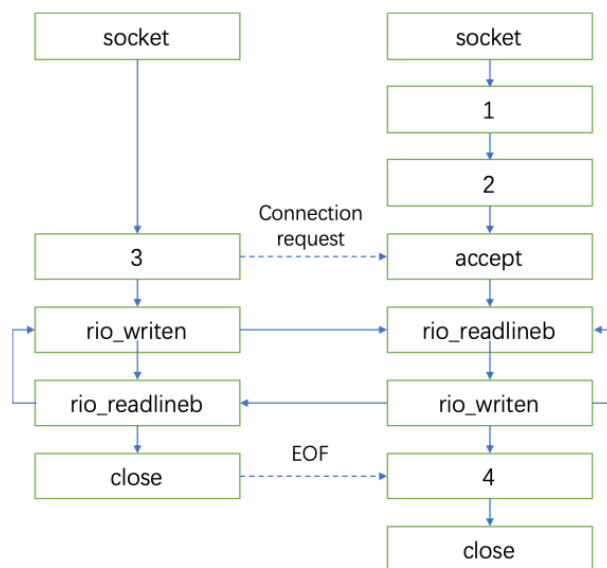 socket
socket
1
2
Connection
request
3
accept
rio_writen
rio_readlineb
rio_readlineb
rio_writen
EOF
close
4
close